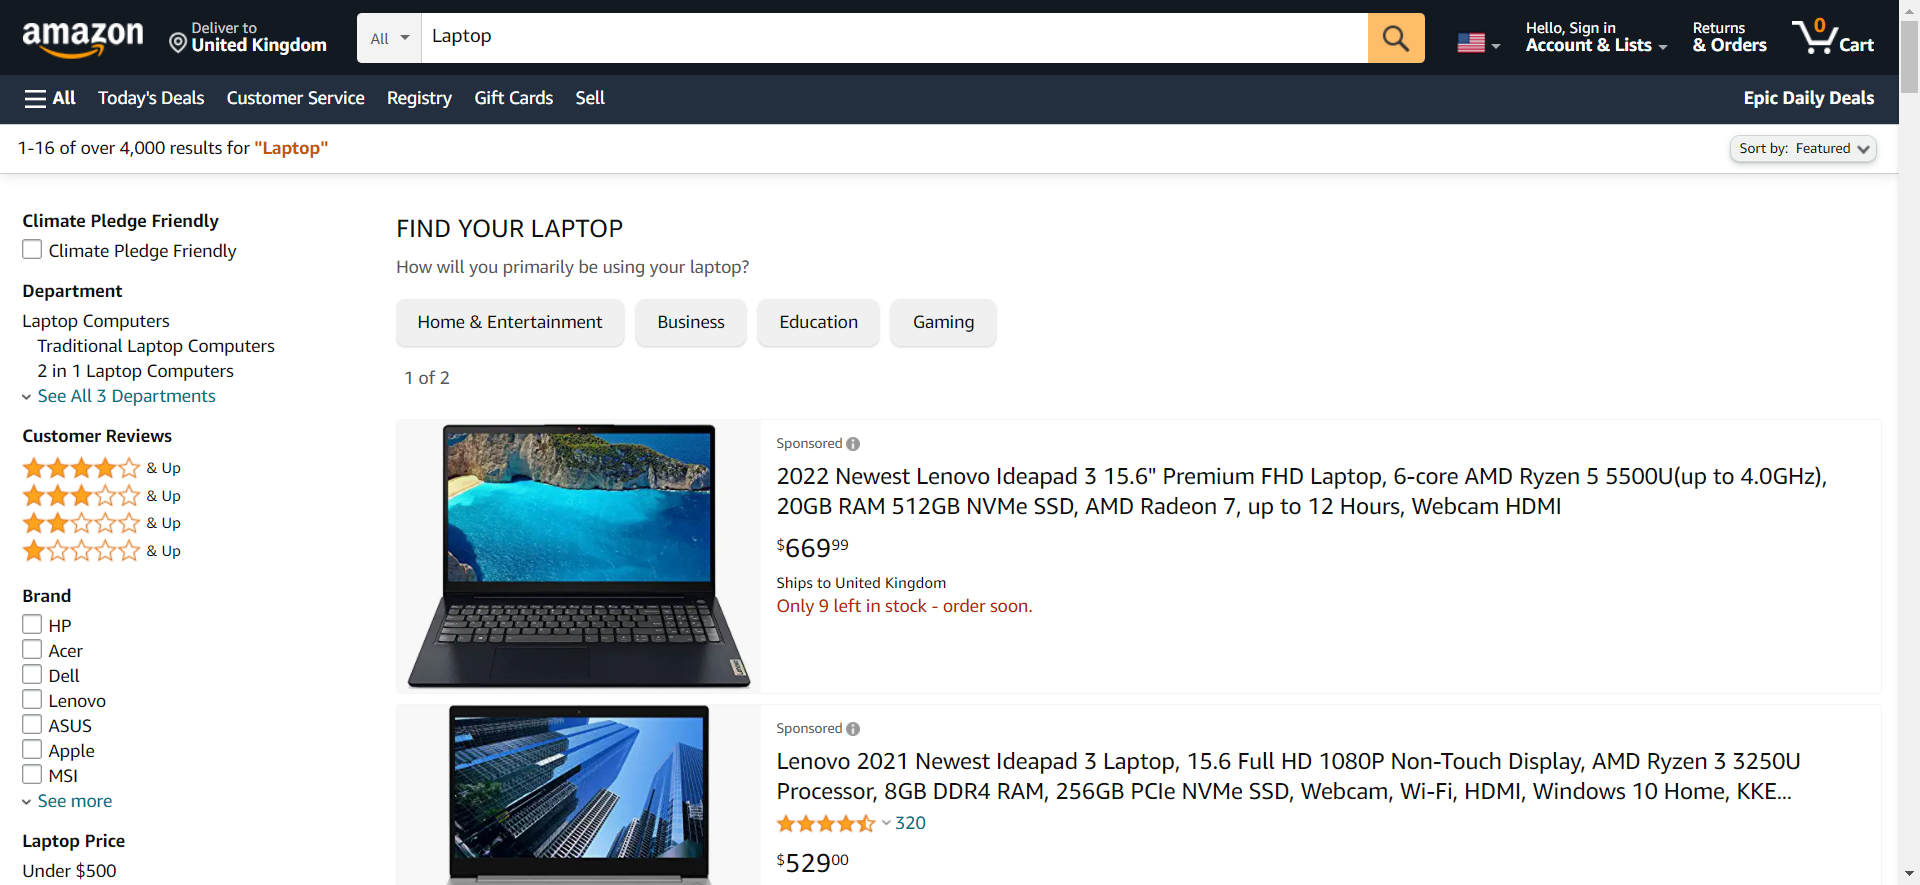 amazon
Deliver to
United Kingdom
All
Laptop
Hello, Sign in
Account & Lists
Returns
& Orders
0
Cart
All
Today's Deals
Customer Service
Registry
Gift Cards
Sell
Epic Daily Deals
1-16 of over 4,000 results for "Laptop"
Sort by: Featured
Climate Pledge Friendly
Climate Pledge Friendly
Department
Laptop Computers
Traditional Laptop Computers
2 in 1 Laptop Computers
See All 3 Departments
Customer Reviews
& Up
& Up
& Up
& Up
Brand
HP
Acer
Dell
Lenovo
ASUS
Apple
MSI
See more
Laptop Price
Under $500
FIND YOUR LAPTOP
How will you primarily be using your laptop?
Home & Entertainment
Business
Education
Gaming
1 of 2
Lenovo
Sponsored
2022 Newest Lenovo Ideapad 3 15.6" Premium FHD Laptop, 6-core AMD Ryzen 5 5500U(up to 4.0GHz),
20GB RAM 512GB NVMe SSD, AMD Radeon 7, up to 12 Hours, Webcam HDMI
$669.99
Ships to United Kingdom
Only 9 left in stock - order soon.
Sponsored
Lenovo 2021 Newest Ideapad 3 Laptop, 15.6 Full HD 1080P Non-Touch Display, AMD Ryzen 3 3250U
Processor, 8GB DDR4 RAM, 256GB PCIe NVMe SSD, Webcam, Wi-Fi, HDMI, Windows 10 Home, KKE...
320
$529.00